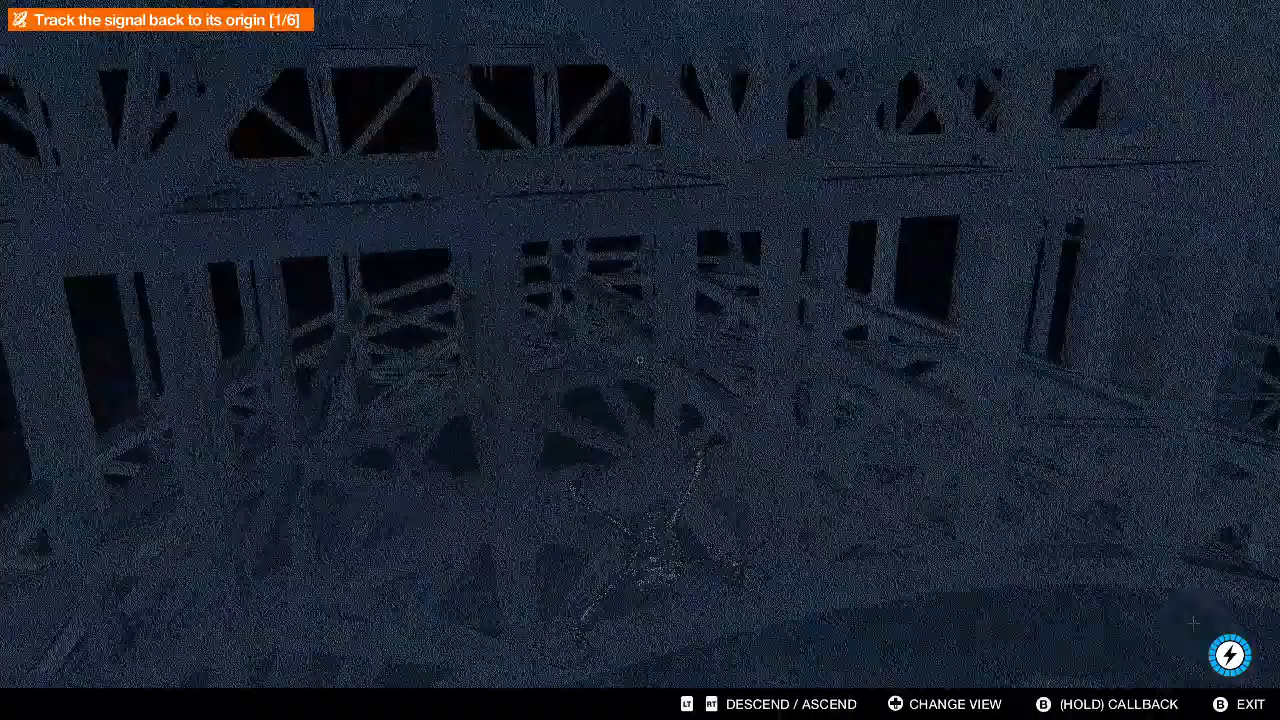 Track the signal back to its origin [1/6]
LT RT DESCEND / ASCEND CHANGE VIEW B (HOLD) CALLBACK B EXIT